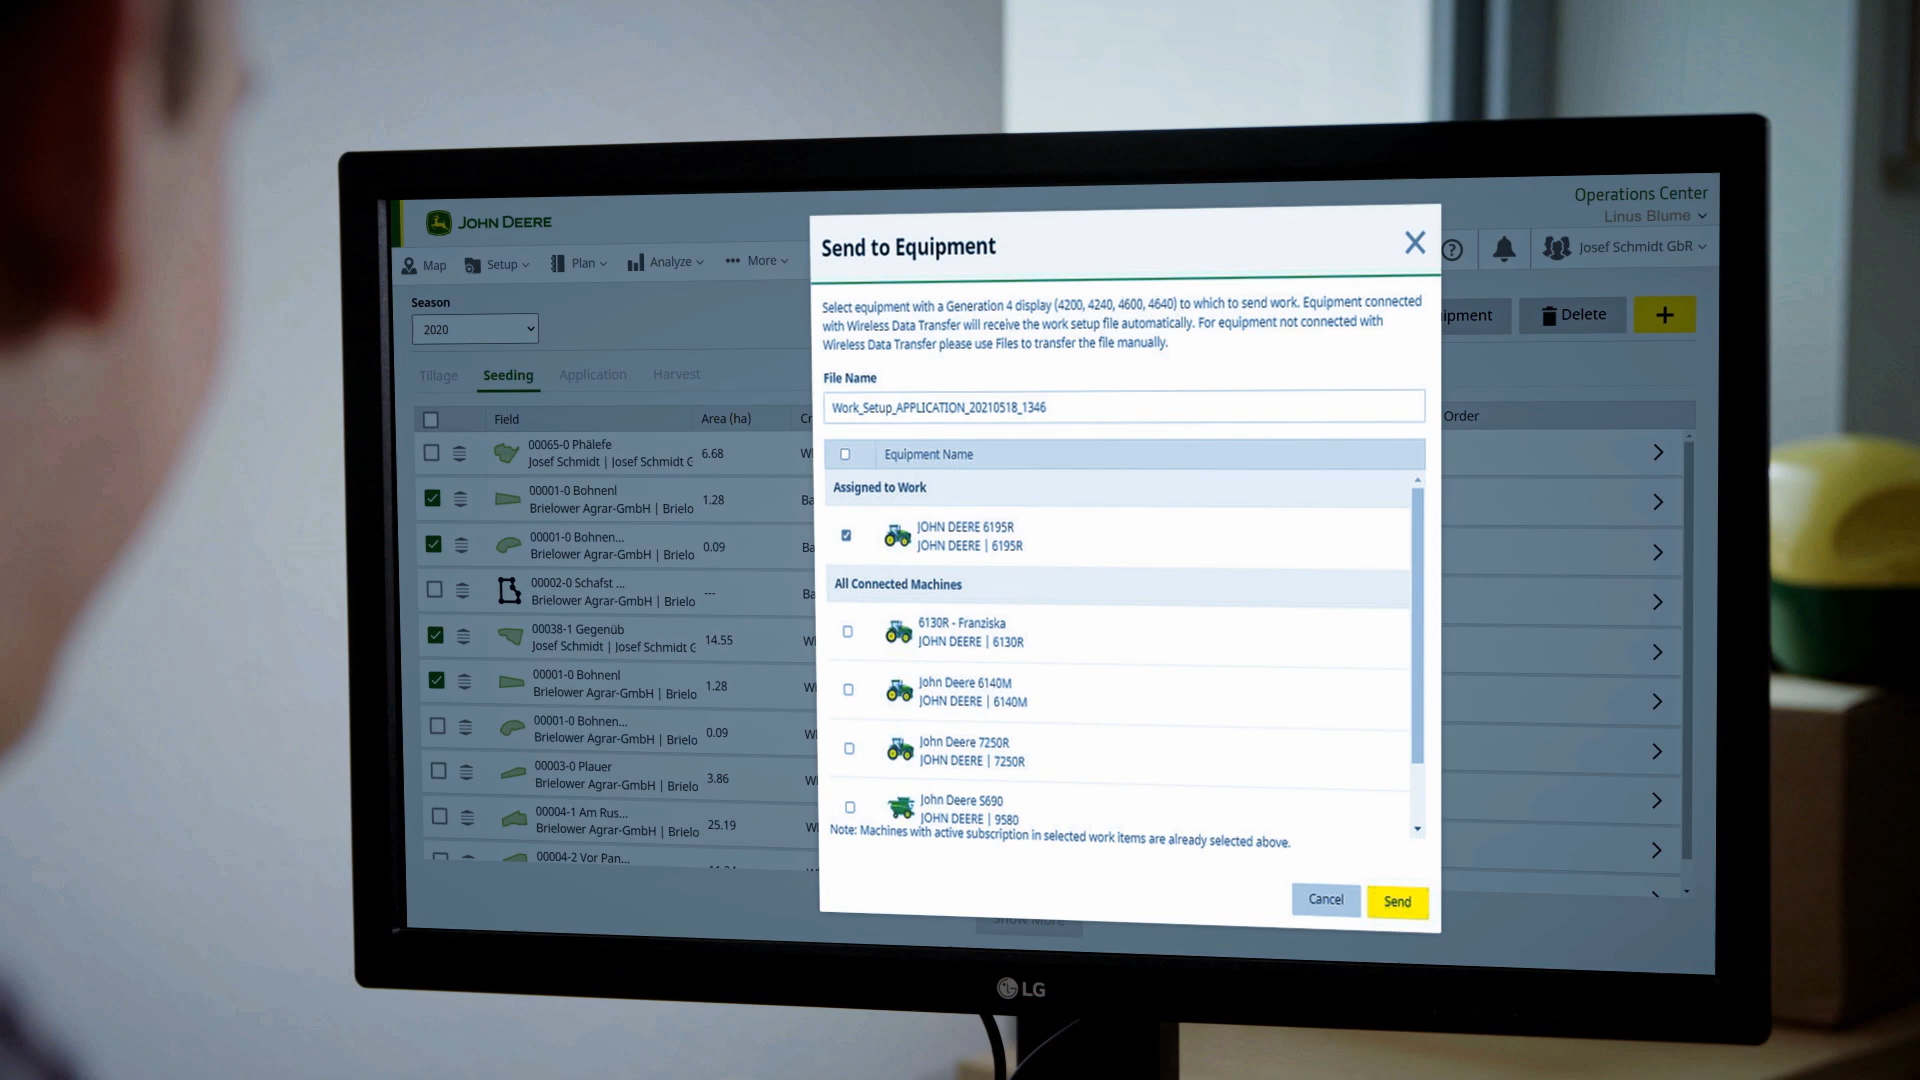 JOHN DEERE
Operations Center
Linus Blume
Map
Setup
Plan
Analyze
More
Josef Schmidt GbR
Season
2020
Delete
+
Tillage
Seeding
Application
Harvest
Field
Area (ha)
Order
00065-0 Phälefe
Josef Schmidt | Josef Schmidt G
6.68
00001-0 Bohnenl
Brielower Agrar-GmbH | Brielo
1.28
Ba
00001-0 Bohnen...
Brielower Agrar-GmbH | Brielo
0.09
Ba
00002-0 Schafst ...
Brielower Agrar-GmbH | Brielo
---
Ba
00038-1 Gegenüb
Josef Schmidt | Josef Schmidt G
14.55
00001-0 Bohnenl
Brielower Agrar-GmbH | Brielo
1.28
00001-0 Bohnen...
Brielower Agrar-GmbH | Brielo
0.09
00003-0 Plauer
Brielower Agrar-GmbH | Brielo
3.86
00004-1 Am Rus...
Brielower Agrar-GmbH | Brielo
25.19
00004-2 Vor Pan...
Send to Equipment
Select equipment with a Generation 4 display (4200, 4240, 4600, 4640) to which to send work. Equipment connected
with Wireless Data Transfer will receive the work setup file automatically. For equipment not connected with
Wireless Data Transfer please use Files to transfer the file manually.
File Name
Work_Setup_APPLICATION_20210518_1346
Equipment Name
Assigned to Work
JOHN DEERE 6195R
JOHN DEERE | 6195R
All Connected Machines
6130R - Franziska
JOHN DEERE | 6130R
John Deere 6140M
JOHN DEERE | 6140M
John Deere 7250R
JOHN DEERE | 7250R
John Deere S690
JOHN DEERE | 9580
Note: Machines with active subscription in selected work items are already selected above.
Cancel
Send
LG